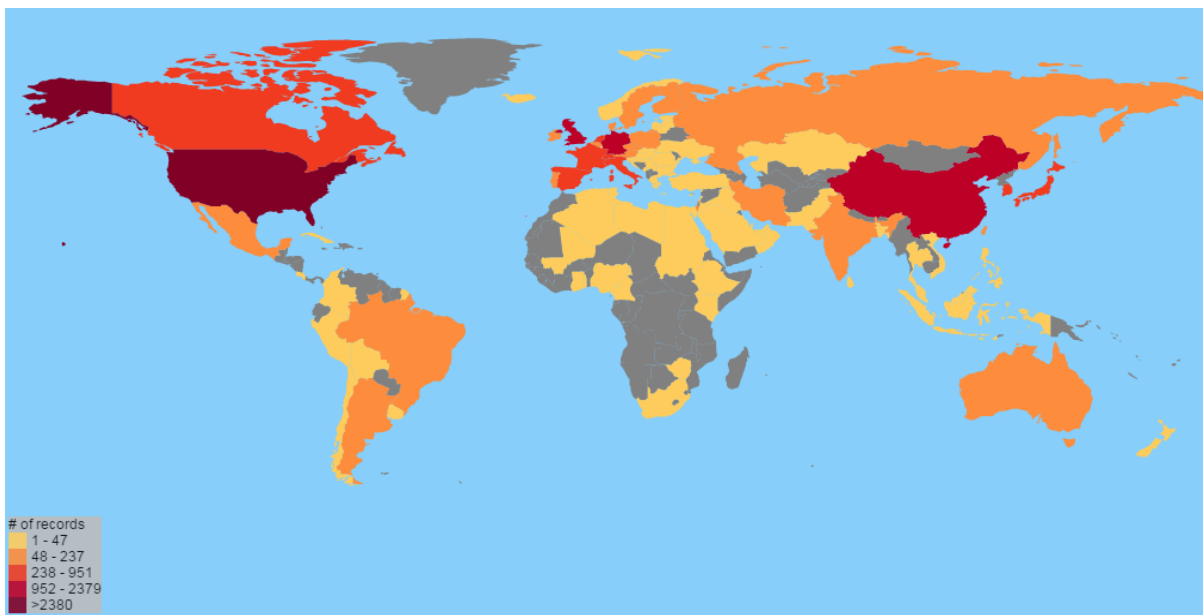 # of records
1 - 47
48 - 237
238 - 951
952 - 2379
>2380